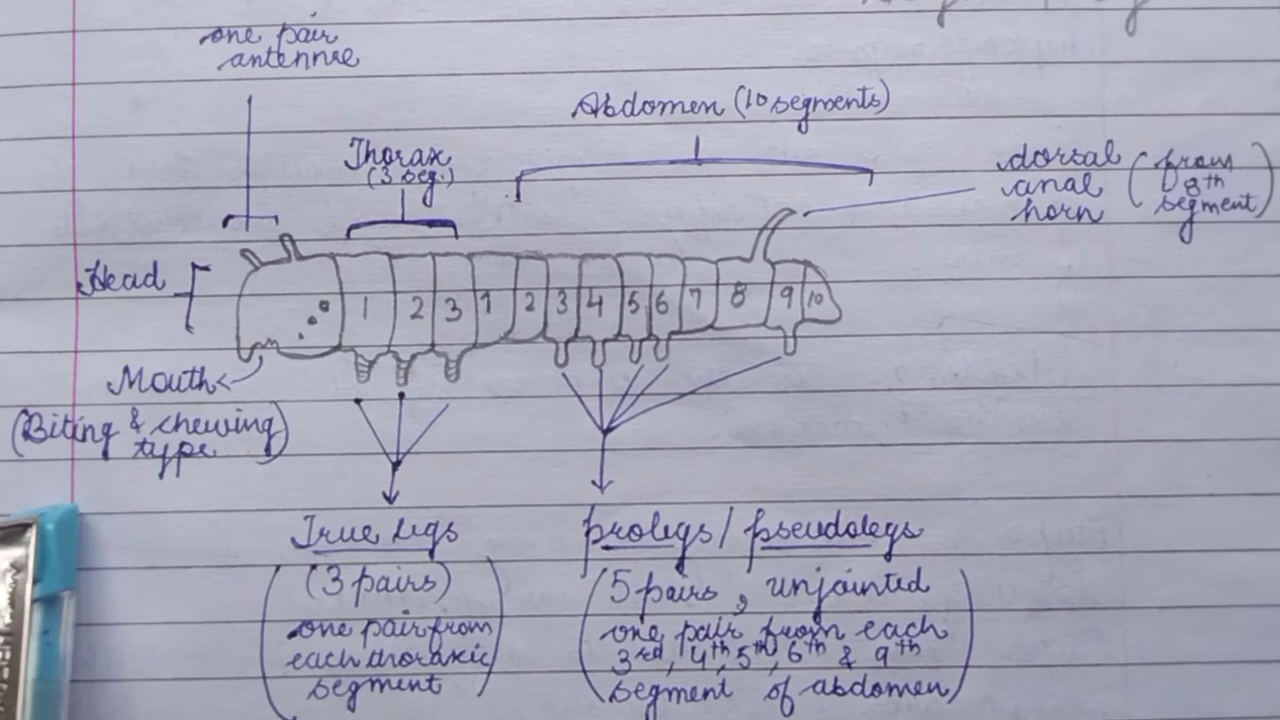 one pair
antennae
Abdomen (10 segments)
Thorax
(3 seg.)
dorsal
anal
horn
(from
8th
segment)
Head
1 2 3 1 2 3 4 5 6 7 8 9 10
Mouth
(Biting & chewing)
type
True legs
(3 pairs)
one pair from
each thoraxic
segment
prolegs / pseudolegs
5 pairs, unjointed
one pair from each
3rd, 4th, 5th, 6th & 9th
segment of abdomen